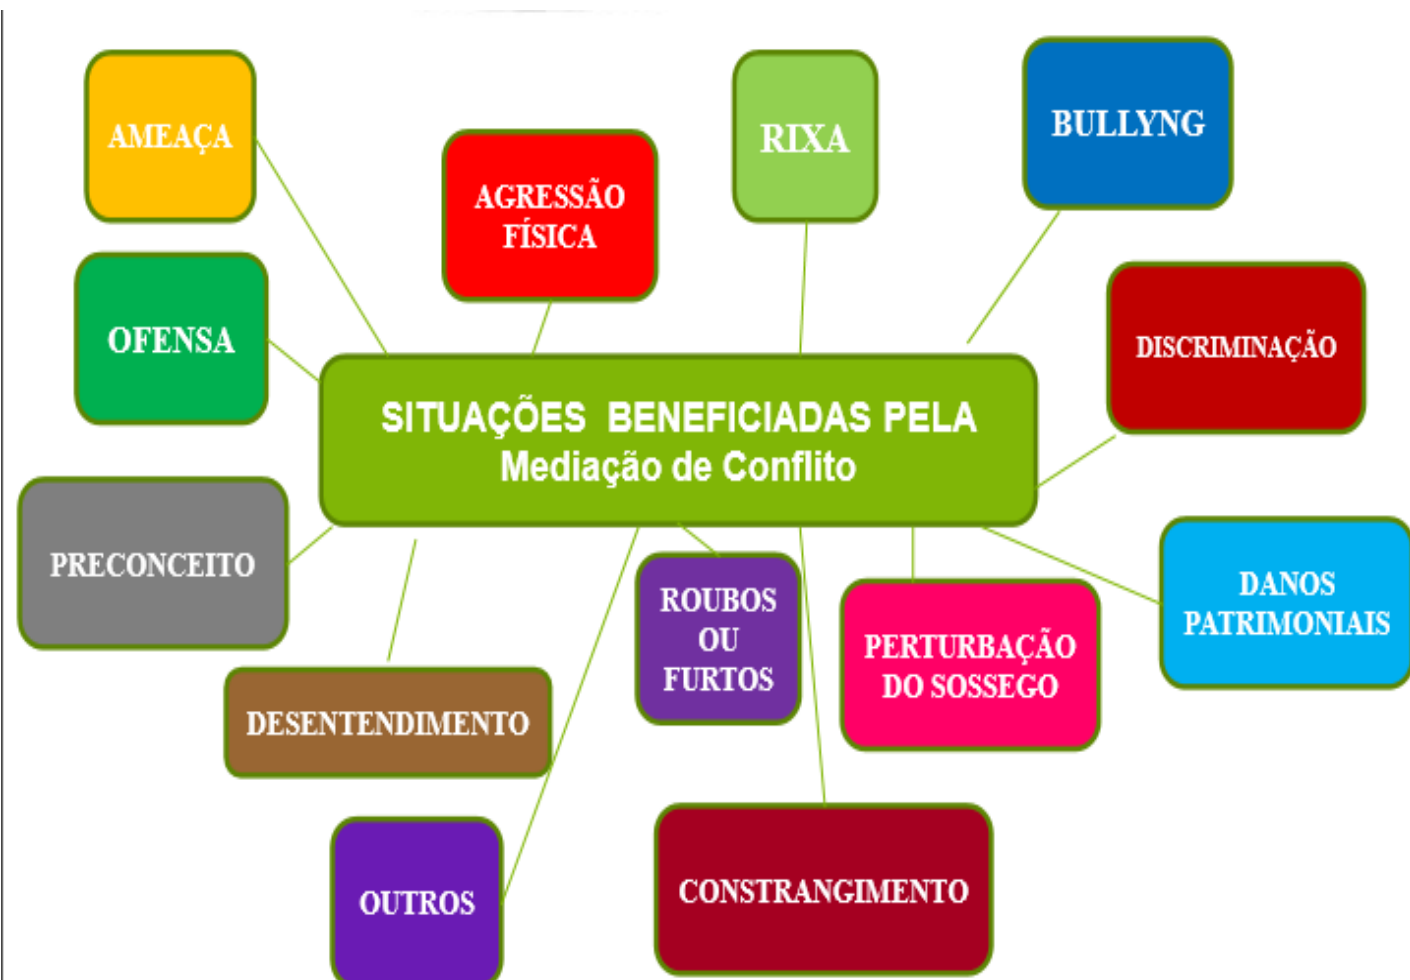 AMEAÇA
AGRESSÃO
FÍSICA
RIXA
BULLYNG
OFENSA
DISCRIMINAÇÃO
SITUAÇÕES BENEFICIADAS PELA
Mediação de Conflito
PRECONCEITO
ROUBOS
OU
FURTOS
PERTURBAÇÃO
DO SOSSEGO
DANOS
PATRIMONIAIS
DESENTENDIMENTO
OUTROS
CONSTRANGIMENTO